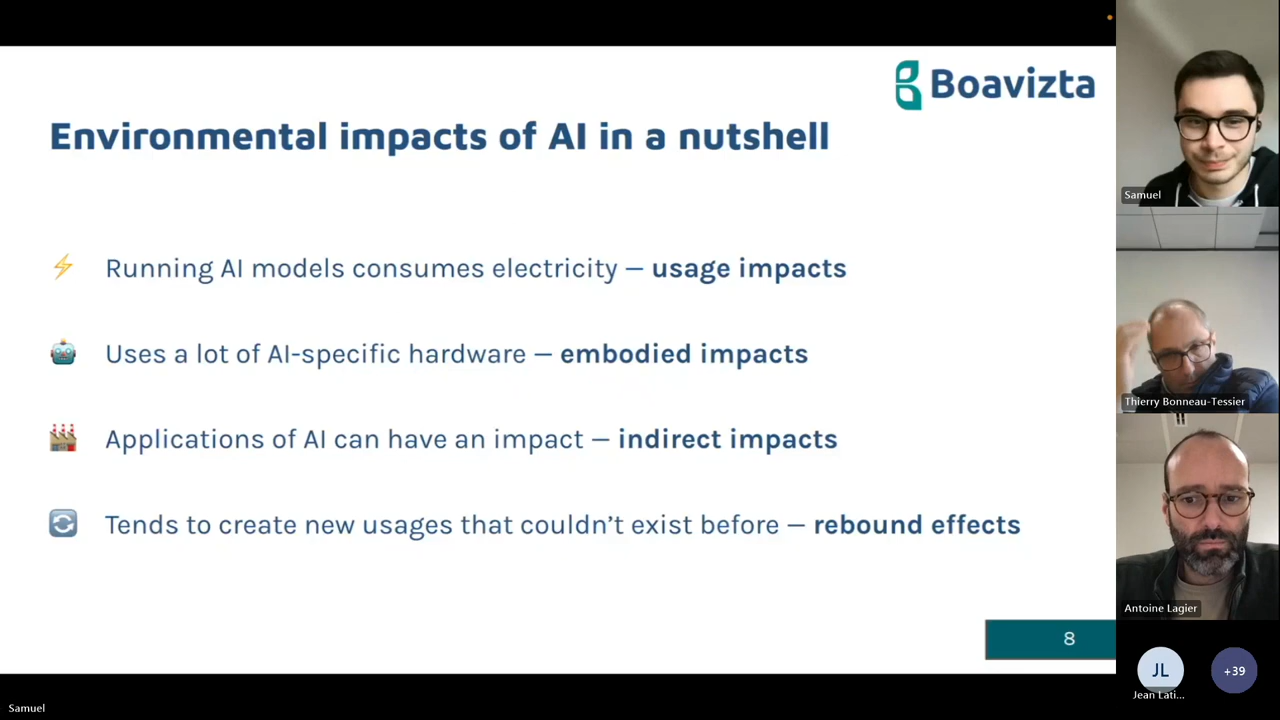 Boavizta
Environmental impacts of AI in a nutshell
Running AI models consumes electricity — usage impacts
Uses a lot of AI-specific hardware — embodied impacts
Applications of AI can have an impact — indirect impacts
Tends to create new usages that couldn’t exist before — rebound effects
8
Samuel
Thierry Bonneau-Tessier
Antoine Lagier
JL
+39
Jean Lati...
Samuel